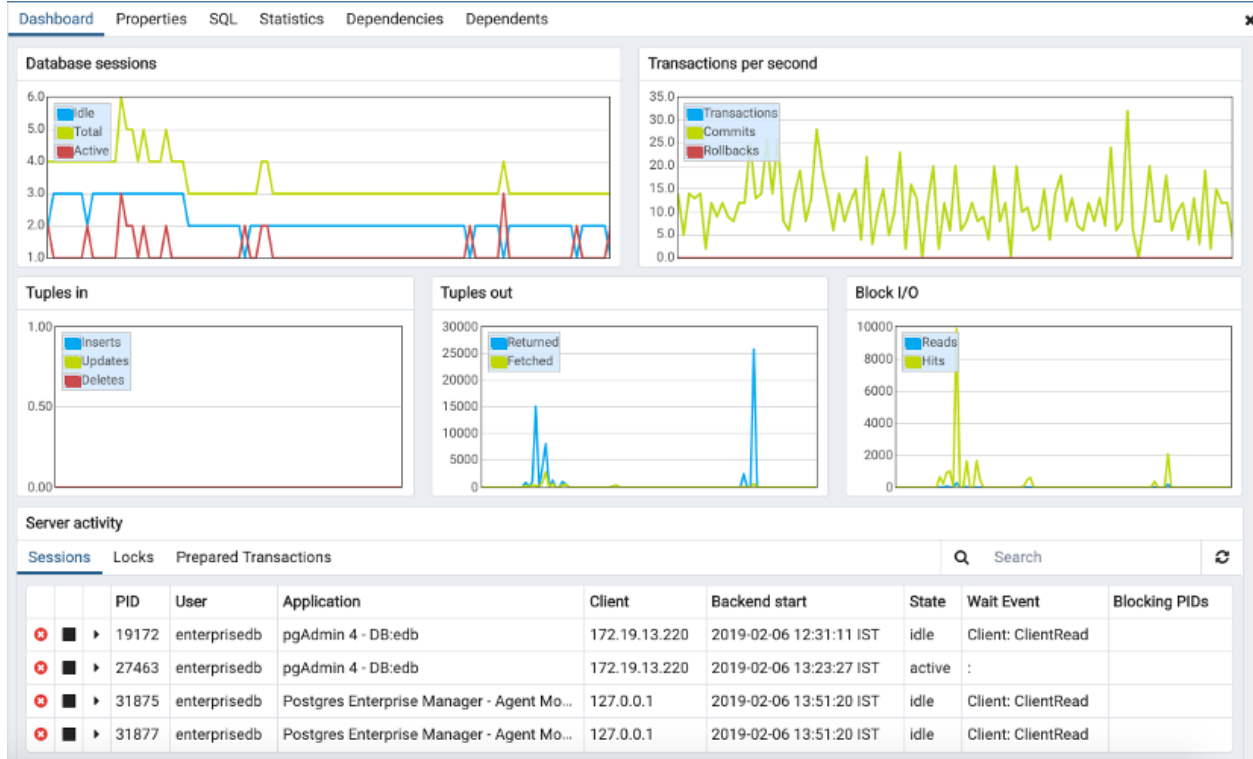 Dashboard Properties SQL Statistics Dependencies Dependents
Database sessions
6.0
5.0
4.0
3.0
2.0
1.0
Idle
Total
Active
Transactions per second
35.0
30.0
25.0
20.0
15.0
10.0
5.0
0.0
Transactions
Commits
Rollbacks
Tuples in
1.00
0.50
0.00
Inserts
Updates
Deletes
Tuples out
30000
25000
20000
15000
10000
5000
0
Returned
Fetched
Block I/O
10000
8000
6000
4000
2000
0
Reads
Hits
Server activity
Sessions Locks Prepared Transactions Search
PID User Application Client Backend start State Wait Event Blocking PIDs
19172 enterprisedb pgAdmin 4 - DB:edb 172.19.13.220 2019-02-06 12:31:11 IST idle Client: ClientRead
27463 enterprisedb pgAdmin 4 - DB:edb 172.19.13.220 2019-02-06 13:23:27 IST active :
31875 enterprisedb Postgres Enterprise Manager - Agent Mo... 127.0.0.1 2019-02-06 13:51:20 IST idle Client: ClientRead
31877 enterprisedb Postgres Enterprise Manager - Agent Mo... 127.0.0.1 2019-02-06 13:51:20 IST idle Client: ClientRead